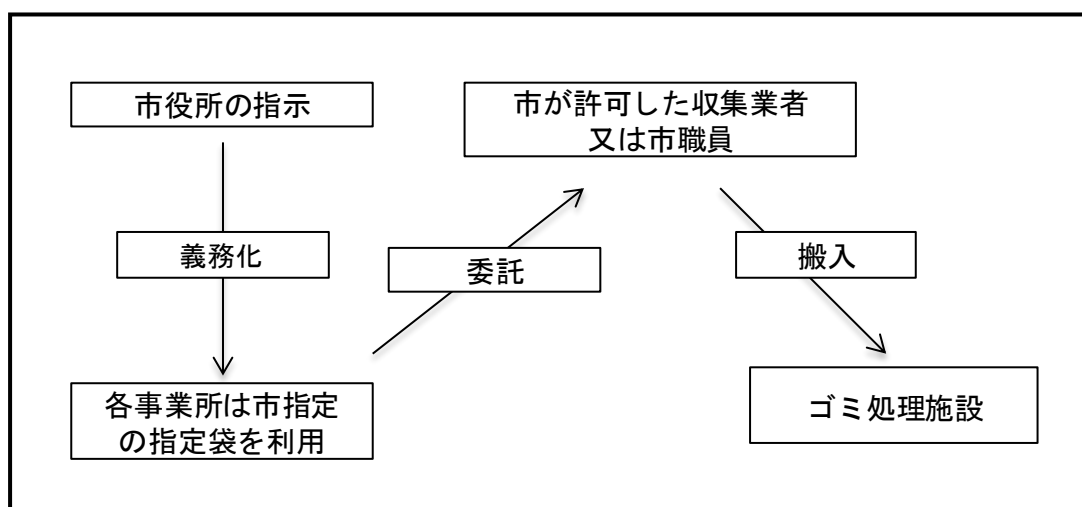 市役所の指示
市が許可した収集業者
又は市職員
義務化
委託
搬入
各事業所は市指定
の指定袋を利用
ゴミ処理施設